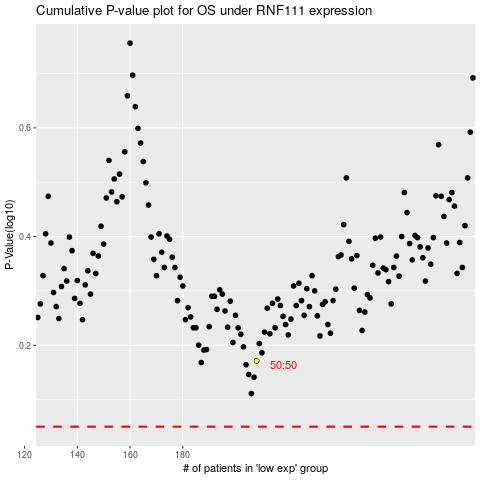 Cumulative P-value plot for OS under RNF111 expression
P-Value(log10)
0.6
0.4
0.2
50:50
120 140 160 180
# of patients in 'low exp' group